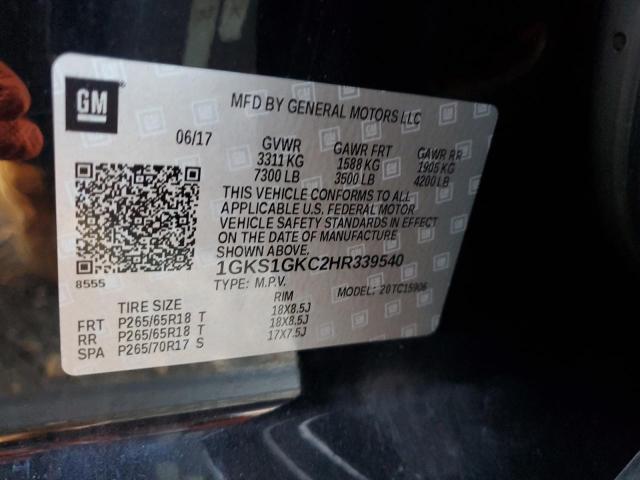 GM
MFD BY GENERAL MOTORS LLC
06/17 GVWR GAWR FRT GAWR RR
3311 KG 1588 KG 1905 KG
7300 LB 3500 LB 4200 LB
THIS VEHICLE CONFORMS TO ALL
APPLICABLE U.S. FEDERAL MOTOR
VEHICLE SAFETY STANDARDS IN EFFECT
ON THE DATE OF MANUFACTURE
SHOWN ABOVE.
1GKS1GKC2HR339540
8555 TYPE: M.P.V. MODEL: 20TC15906
TIRE SIZE RIM
FRT P265/65R18 T 18X8.5J
RR P265/65R18 T 18X8.5J
SPA P265/70R17 S 17X7.5J